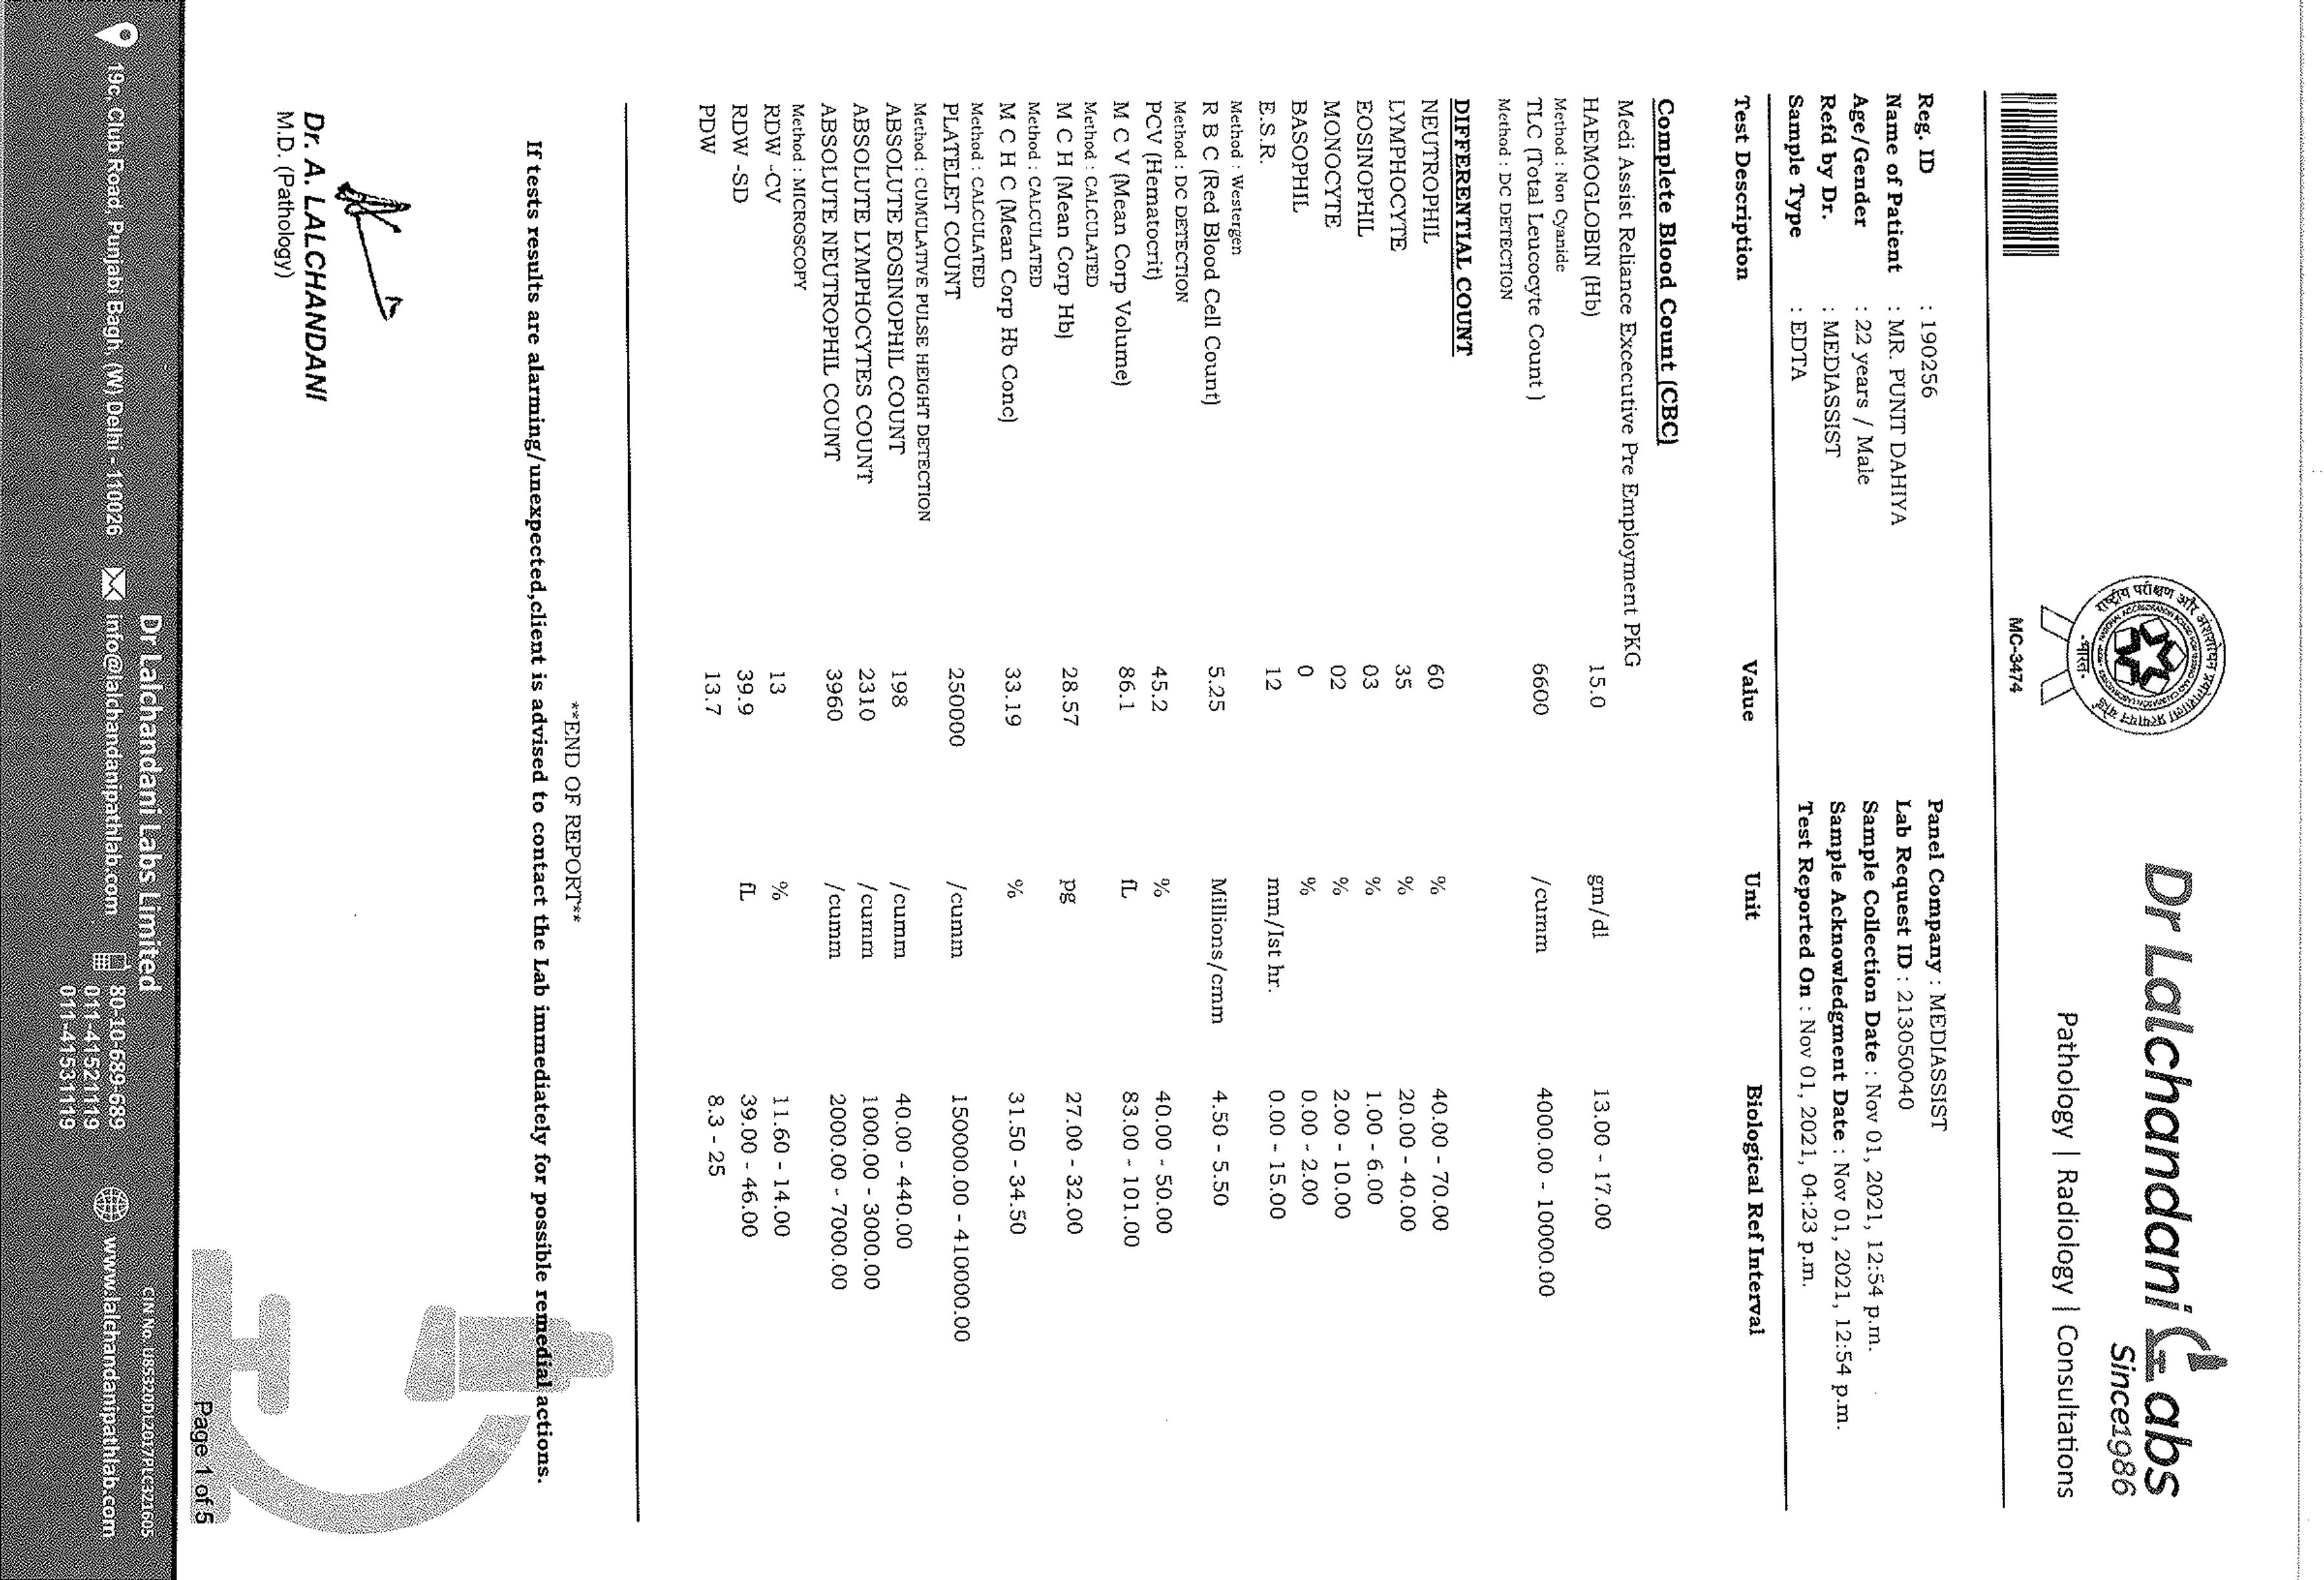 राष्ट्रीय परीक्षण और अंशशोधन प्रयोगशाला प्रत्यायन बोर्ड
-भारत-
MC-3474
Dr Lalchandani Labs
Since1986
Pathology | Radiology | Consultations
Reg. ID : 190256
Name of Patient : MR. PUNIT DAHIYA
Age/Gender : 22 years / Male
Refd by Dr. : MEDIASSIST
Sample Type : EDTA
Panel Company : MEDIASSIST
Lab Request ID : 213050040
Sample Collection Date : Nov 01, 2021, 12:54 p.m.
Sample Acknowledgment Date : Nov 01, 2021, 12:54 p.m.
Test Reported On : Nov 01, 2021, 04:23 p.m.
Test Description Value Unit Biological Ref Interval
Complete Blood Count (CBC)
Medi Assist Reliance Excecutive Pre Employment PKG
HAEMOGLOBIN (Hb) 15.0 gm/dl 13.00 - 17.00
Method : Non Cyanide
TLC (Total Leucocyte Count ) 6600 /cumm 4000.00 - 10000.00
Method : DC DETECTION
DIFFERENTIAL COUNT
NEUTROPHIL 60 % 40.00 - 70.00
LYMPHOCYTE 35 % 20.00 - 40.00
EOSINOPHIL 03 % 1.00 - 6.00
MONOCYTE 02 % 2.00 - 10.00
BASOPHIL 0 % 0.00 - 2.00
E.S.R. 12 mm/Ist hr. 0.00 - 15.00
Method : Westergen
R B C (Red Blood Cell Count) 5.25 Millions/cmm 4.50 - 5.50
Method : DC DETECTION
PCV (Hematocrit) 45.2 % 40.00 - 50.00
M C V (Mean Corp Volume) 86.1 fL 83.00 - 101.00
Method : CALCULATED
M C H (Mean Corp Hb) 28.57 pg 27.00 - 32.00
Method : CALCULATED
M C H C (Mean Corp Hb Conc) 33.19 % 31.50 - 34.50
Method : CALCULATED
PLATELET COUNT 250000 /cumm 150000.00 - 410000.00
Method : CUMULATIVE PULSE HEIGHT DETECTION
ABSOLUTE EOSINOPHIL COUNT 198 /cumm 40.00 - 440.00
ABSOLUTE LYMPHOCYTES COUNT 2310 /cumm 1000.00 - 3000.00
ABSOLUTE NEUTROPHIL COUNT 3960 /cumm 2000.00 - 7000.00
Method : MICROSCOPY
RDW -CV 13 % 11.60 - 14.00
RDW -SD 39.9 fL 39.00 - 46.00
PDW 13.7 8.3 - 25
**END OF REPORT**
If tests results are alarming/unexpected,client is advised to contact the Lab immediately for possible remedial actions.
Dr. A. LALCHANDANI
M.D. (Pathology)
Page 1 of 5
Dr Lalchandani Labs Limited
CIN No. U85320DL2017PLC321605
19c, Club Road, Punjabi Bagh, (W) Delhi - 110026 info@lalchandanipathlab.com 80-10-689-689 www.lalchandanipathlab.com
011-41521119
011-41531119